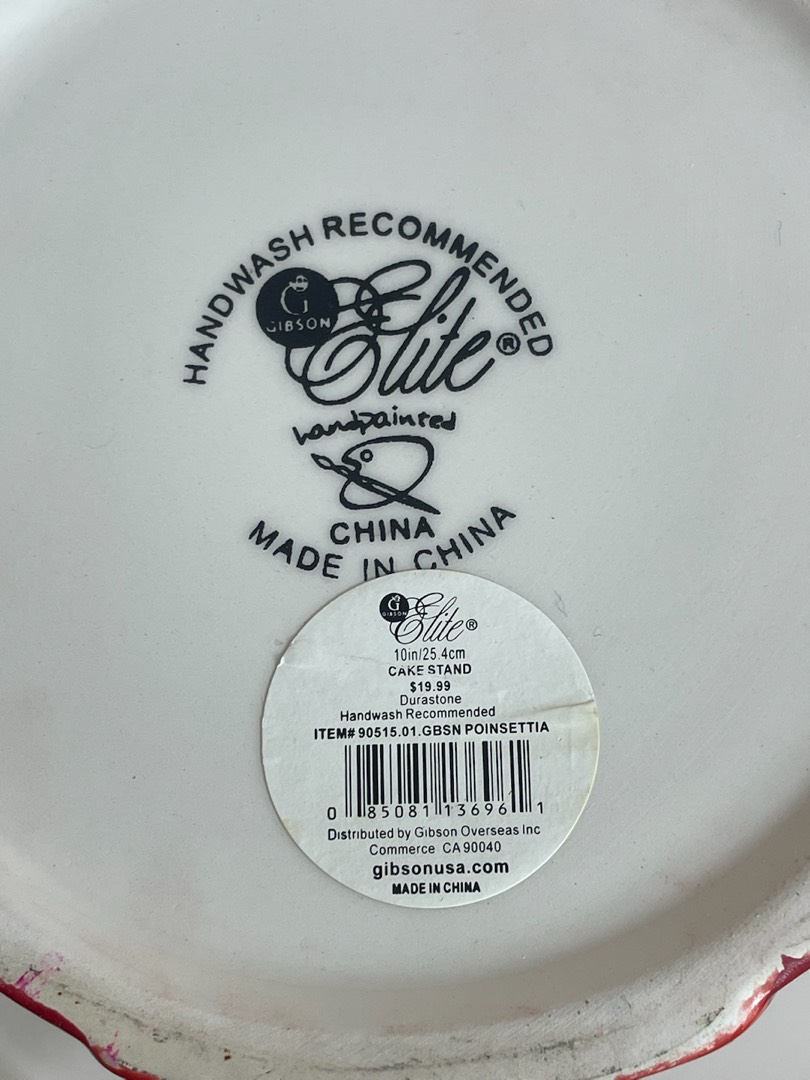 HANDWASH RECOMMENDED
G
GIBSON
Elite®
handpainted
CHINA
MADE IN CHINA
G
GIBSON
Elite®
10in/25.4cm
CAKE STAND
$19.99
Durastone
Handwash Recommended
ITEM# 90515.01.GBSN POINSETTIA
0 85081 13696 1
Distributed by Gibson Overseas Inc
Commerce CA 90040
gibsonusa.com
MADE IN CHINA